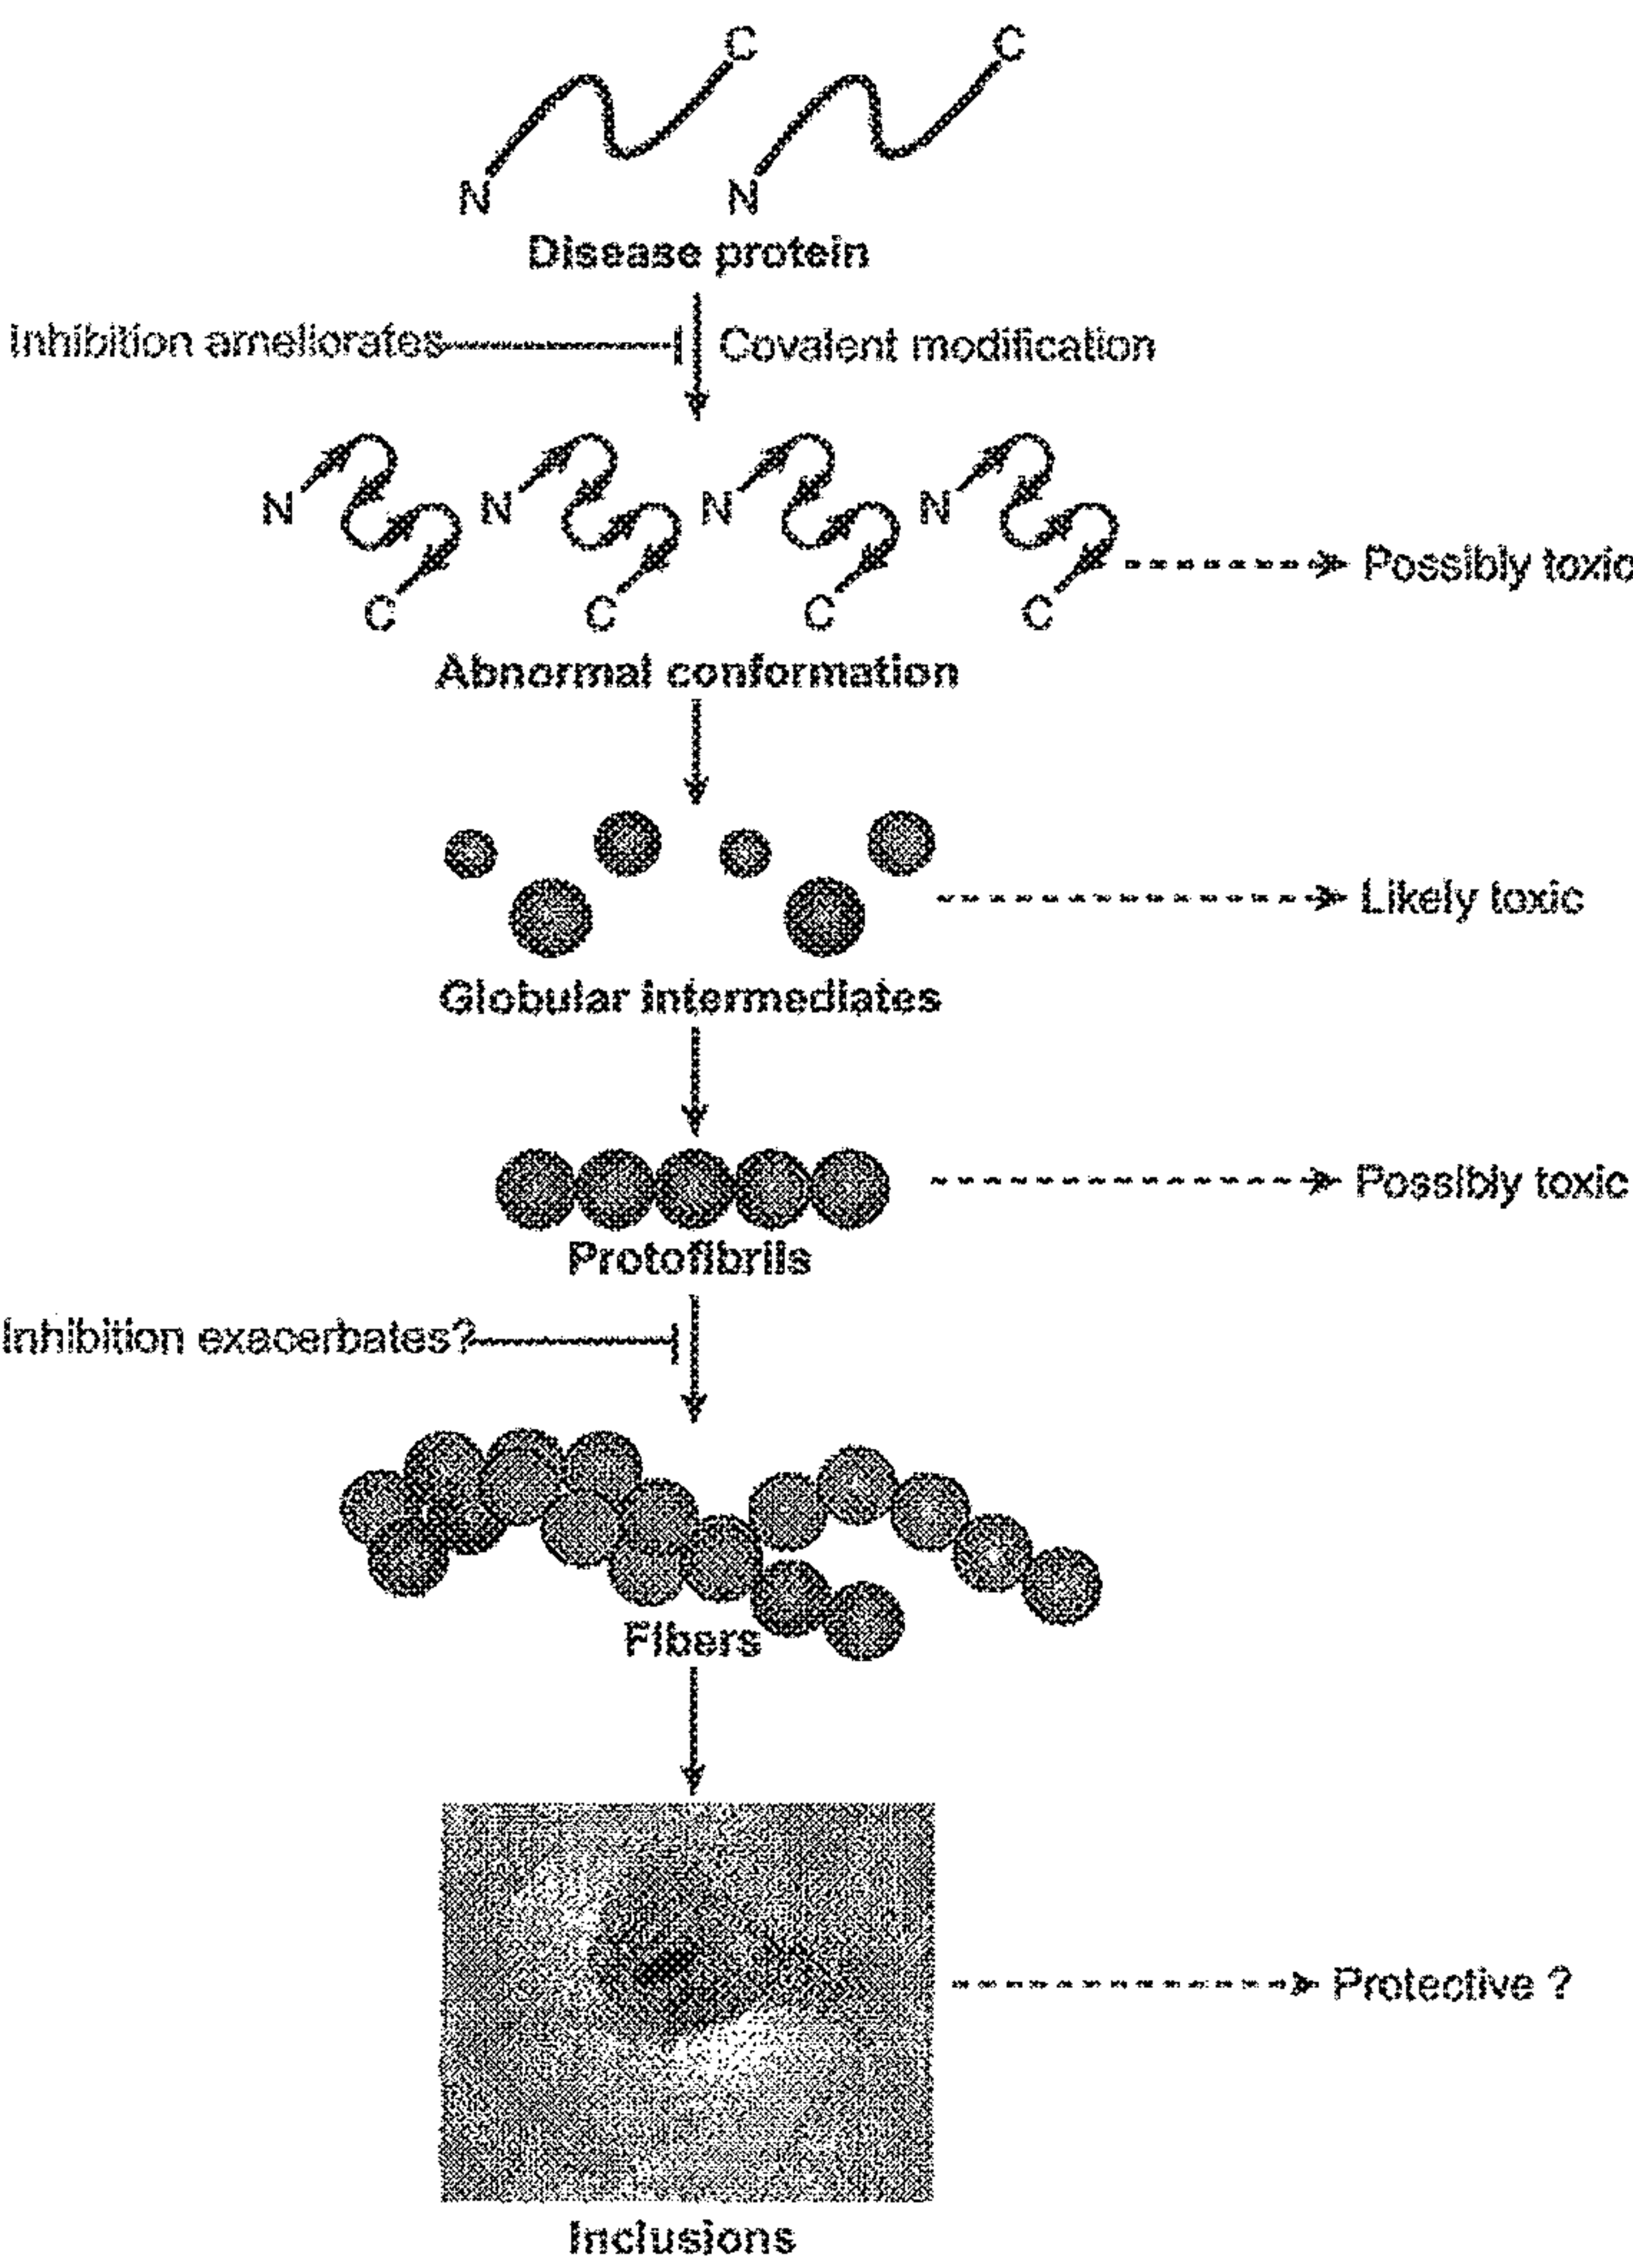 C C
N N
Disease protein
Inhibition ameliorates Covalent modification
N N N N
Possibly toxic
C C C C
Abnormal conformation
Likely toxic
Globular intermediates
Possibly toxic
Protofibrils
Inhibition exacerbates?
Fibers
Protective ?
Inclusions